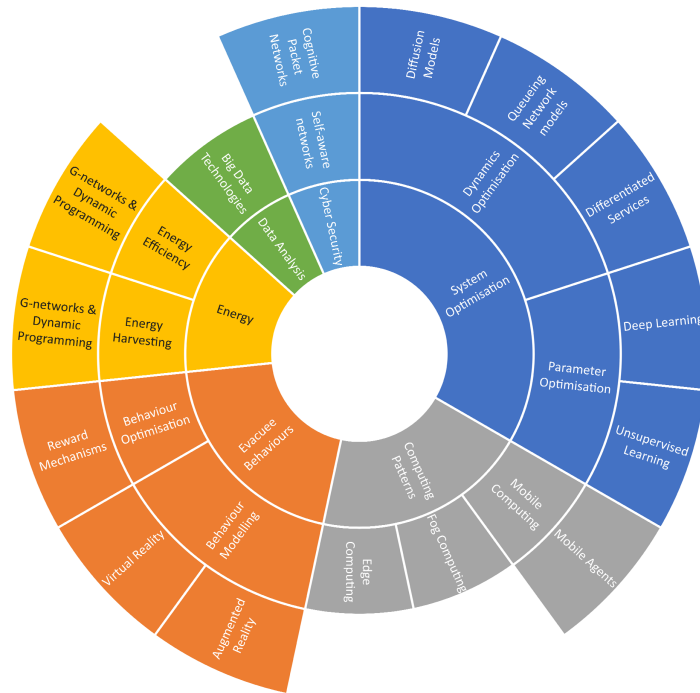 System
Optimisation
Dynamics
Optimisation
Diffusion
Models
Queueing
Network
models
Differentiated
Services
Parameter
Optimisation
Deep Learning
Unsupervised
Learning
Computing
Patterns
Mobile
Computing
Mobile Agents
Fog Computing
Edge
Computing
Evacuee
Behaviours
Behaviour
Modelling
Augmented
Reality
Virtual Reality
Behaviour
Optimisation
Reward
Mechanisms
Energy
Energy
Harvesting
G-networks &
Dynamic
Programming
Energy
Efficiency
G-networks &
Dynamic
Programming
Data Analysis
Big Data
Technologies
Cyber Security
Self-aware
networks
Cognitive
Packet
Networks